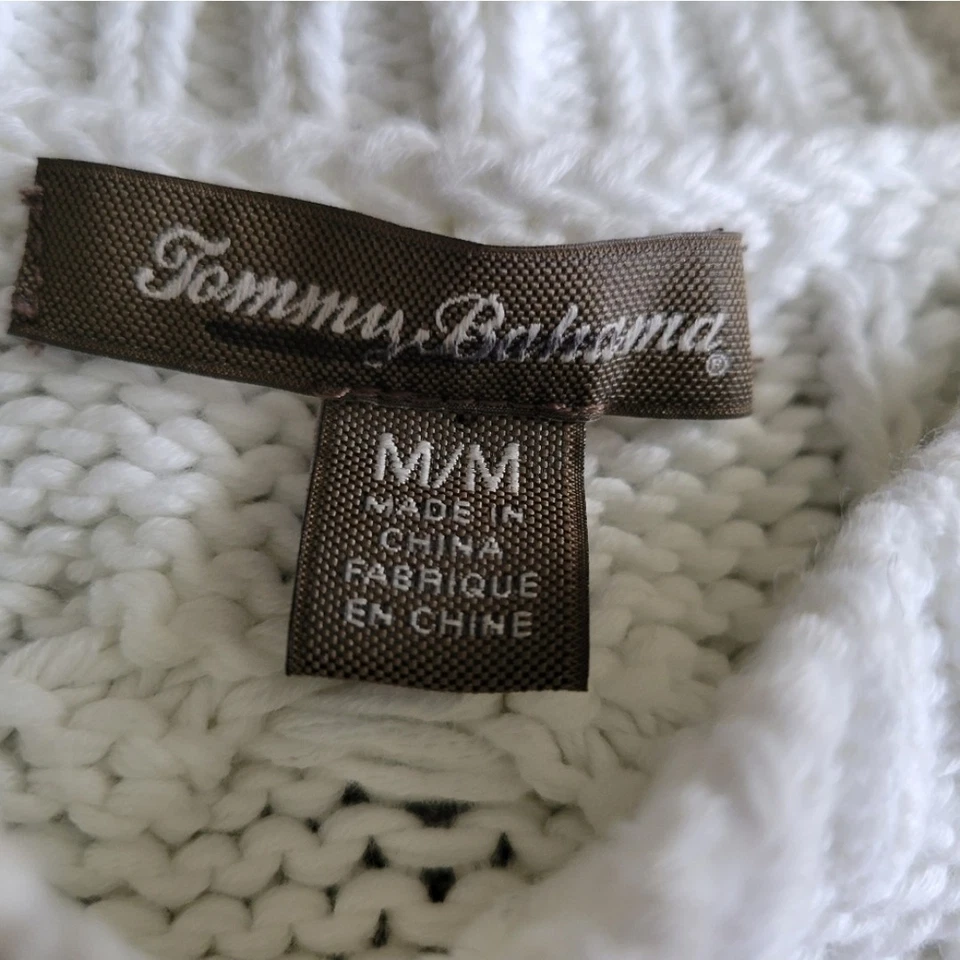 Tommy Bahama®
M/M
MADE IN
CHINA
FABRIQUE
EN CHINE